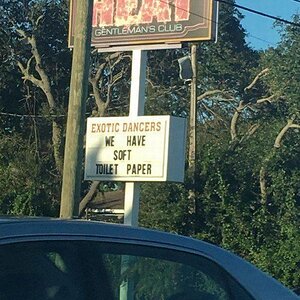 GENTLEMAN'S CLUB
EXOTIC DANCERS
WE HAVE
SOFT
TOILET PAPER